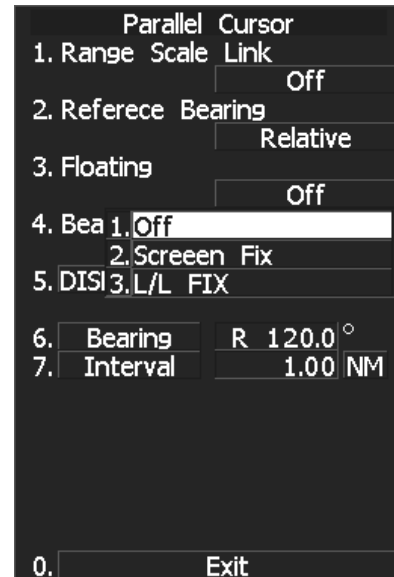 Parallel Cursor
1. Range Scale Link
Off
2. Referece Bearing
Relative
3. Floating
Off
4. Bea
1. Off
2. Screeen Fix
5. DISI
3. L/L FIX
6. Bearing R 120.0°
7. Interval 1.00 NM
0. Exit